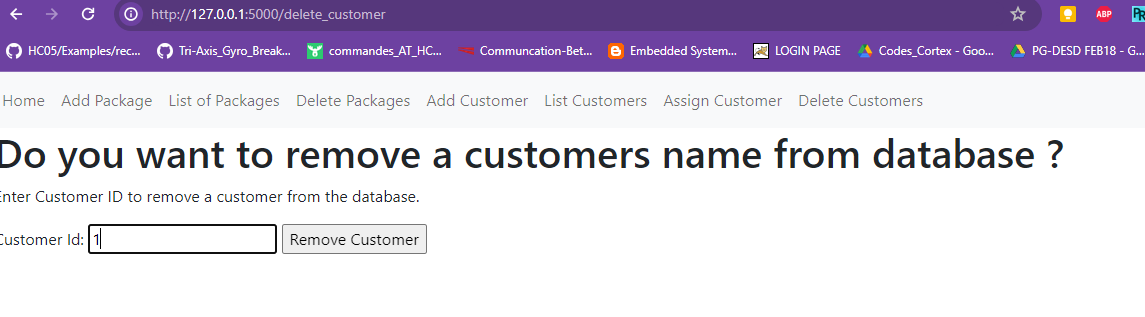 http://127.0.0.1:5000/delete_customer
ABP
HC05/Examples/rec... Tri-Axis_Gyro_Break... commandes_AT_HC... Communcation-Bet... Embedded System... LOGIN PAGE Codes_Cortex - Goo... PG-DESD FEB18 - G...
Home Add Package List of Packages Delete Packages Add Customer List Customers Assign Customer Delete Customers
Do you want to remove a customers name from database ?
Enter Customer ID to remove a customer from the database.
Customer Id: 1 Remove Customer